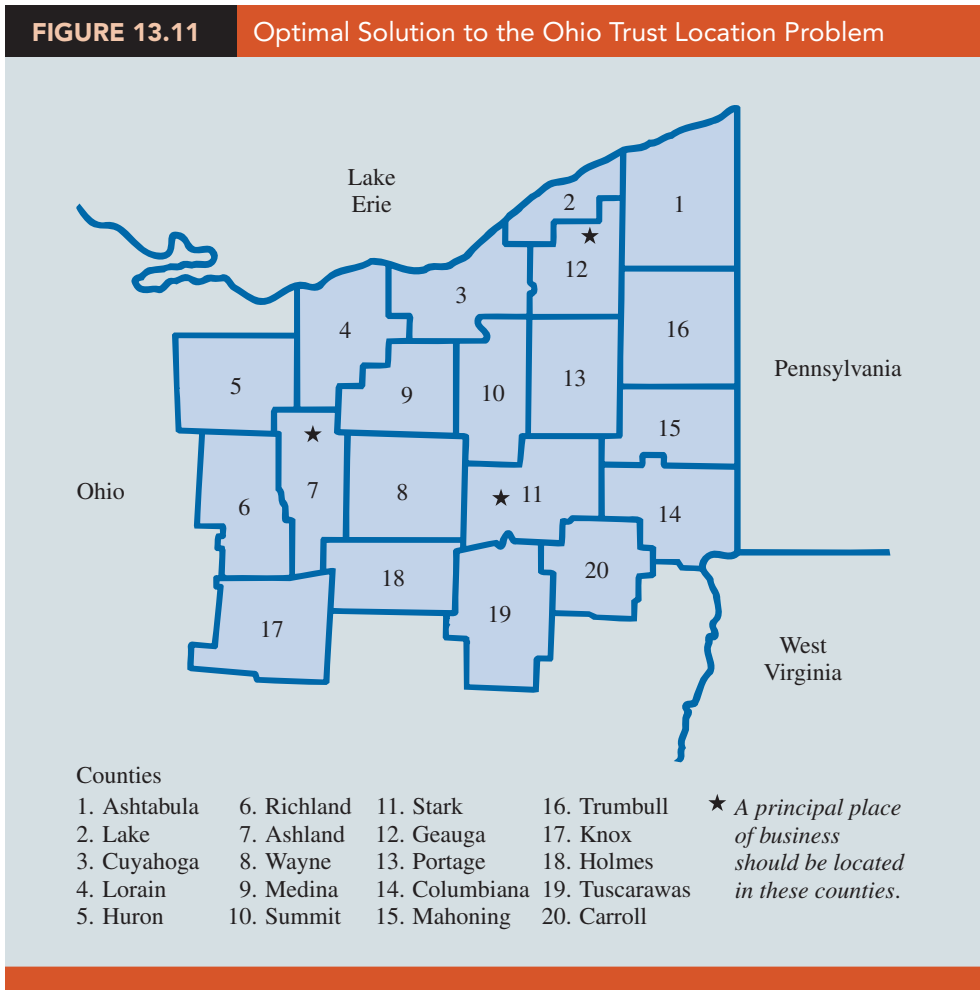 FIGURE 13.11 Optimal Solution to the Ohio Trust Location Problem
Lake
Erie
2
1
12
3
4
16
Pennsylvania
5
9
10
13
15
Ohio
6
7
8
11
14
18
20
19
17
West
Virginia
Counties
1. Ashtabula 6. Richland 11. Stark 16. Trumbull ★ A principal place
2. Lake 7. Ashland 12. Geauga 17. Knox of business
3. Cuyahoga 8. Wayne 13. Portage 18. Holmes should be located
4. Lorain 9. Medina 14. Columbiana 19. Tuscarawas in these counties.
5. Huron 10. Summit 15. Mahoning 20. Carroll